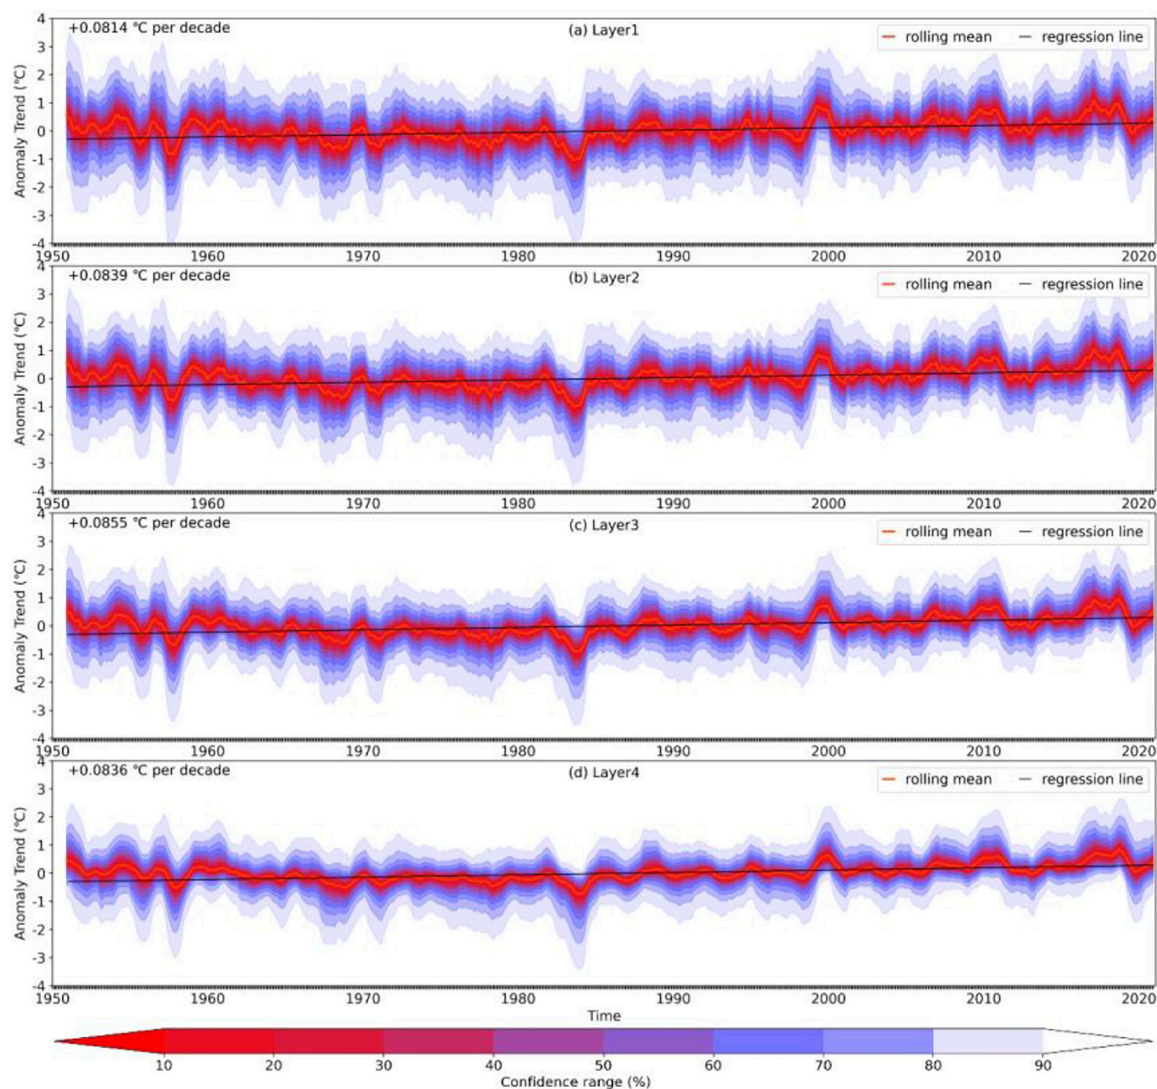 +0.0814 ℃ per decade (a) Layer1 rolling mean regression line
4
3
2
1
0
-1
-2
-3
-4
Anomaly Trend (℃)
1950 1960 1970 1980 1990 2000 2010 2020
+0.0839 ℃ per decade (b) Layer2 rolling mean regression line
4
3
2
1
0
-1
-2
-3
-4
Anomaly Trend (℃)
1950 1960 1970 1980 1990 2000 2010 2020
+0.0855 ℃ per decade (c) Layer3 rolling mean regression line
4
3
2
1
0
-1
-2
-3
-4
Anomaly Trend (℃)
1950 1960 1970 1980 1990 2000 2010 2020
+0.0836 ℃ per decade (d) Layer4 rolling mean regression line
4
3
2
1
0
-1
-2
-3
-4
Anomaly Trend (℃)
1950 1960 1970 1980 1990 2000 2010 2020
Time
10 20 30 40 50 60 70 80 90
Confidence range (%)